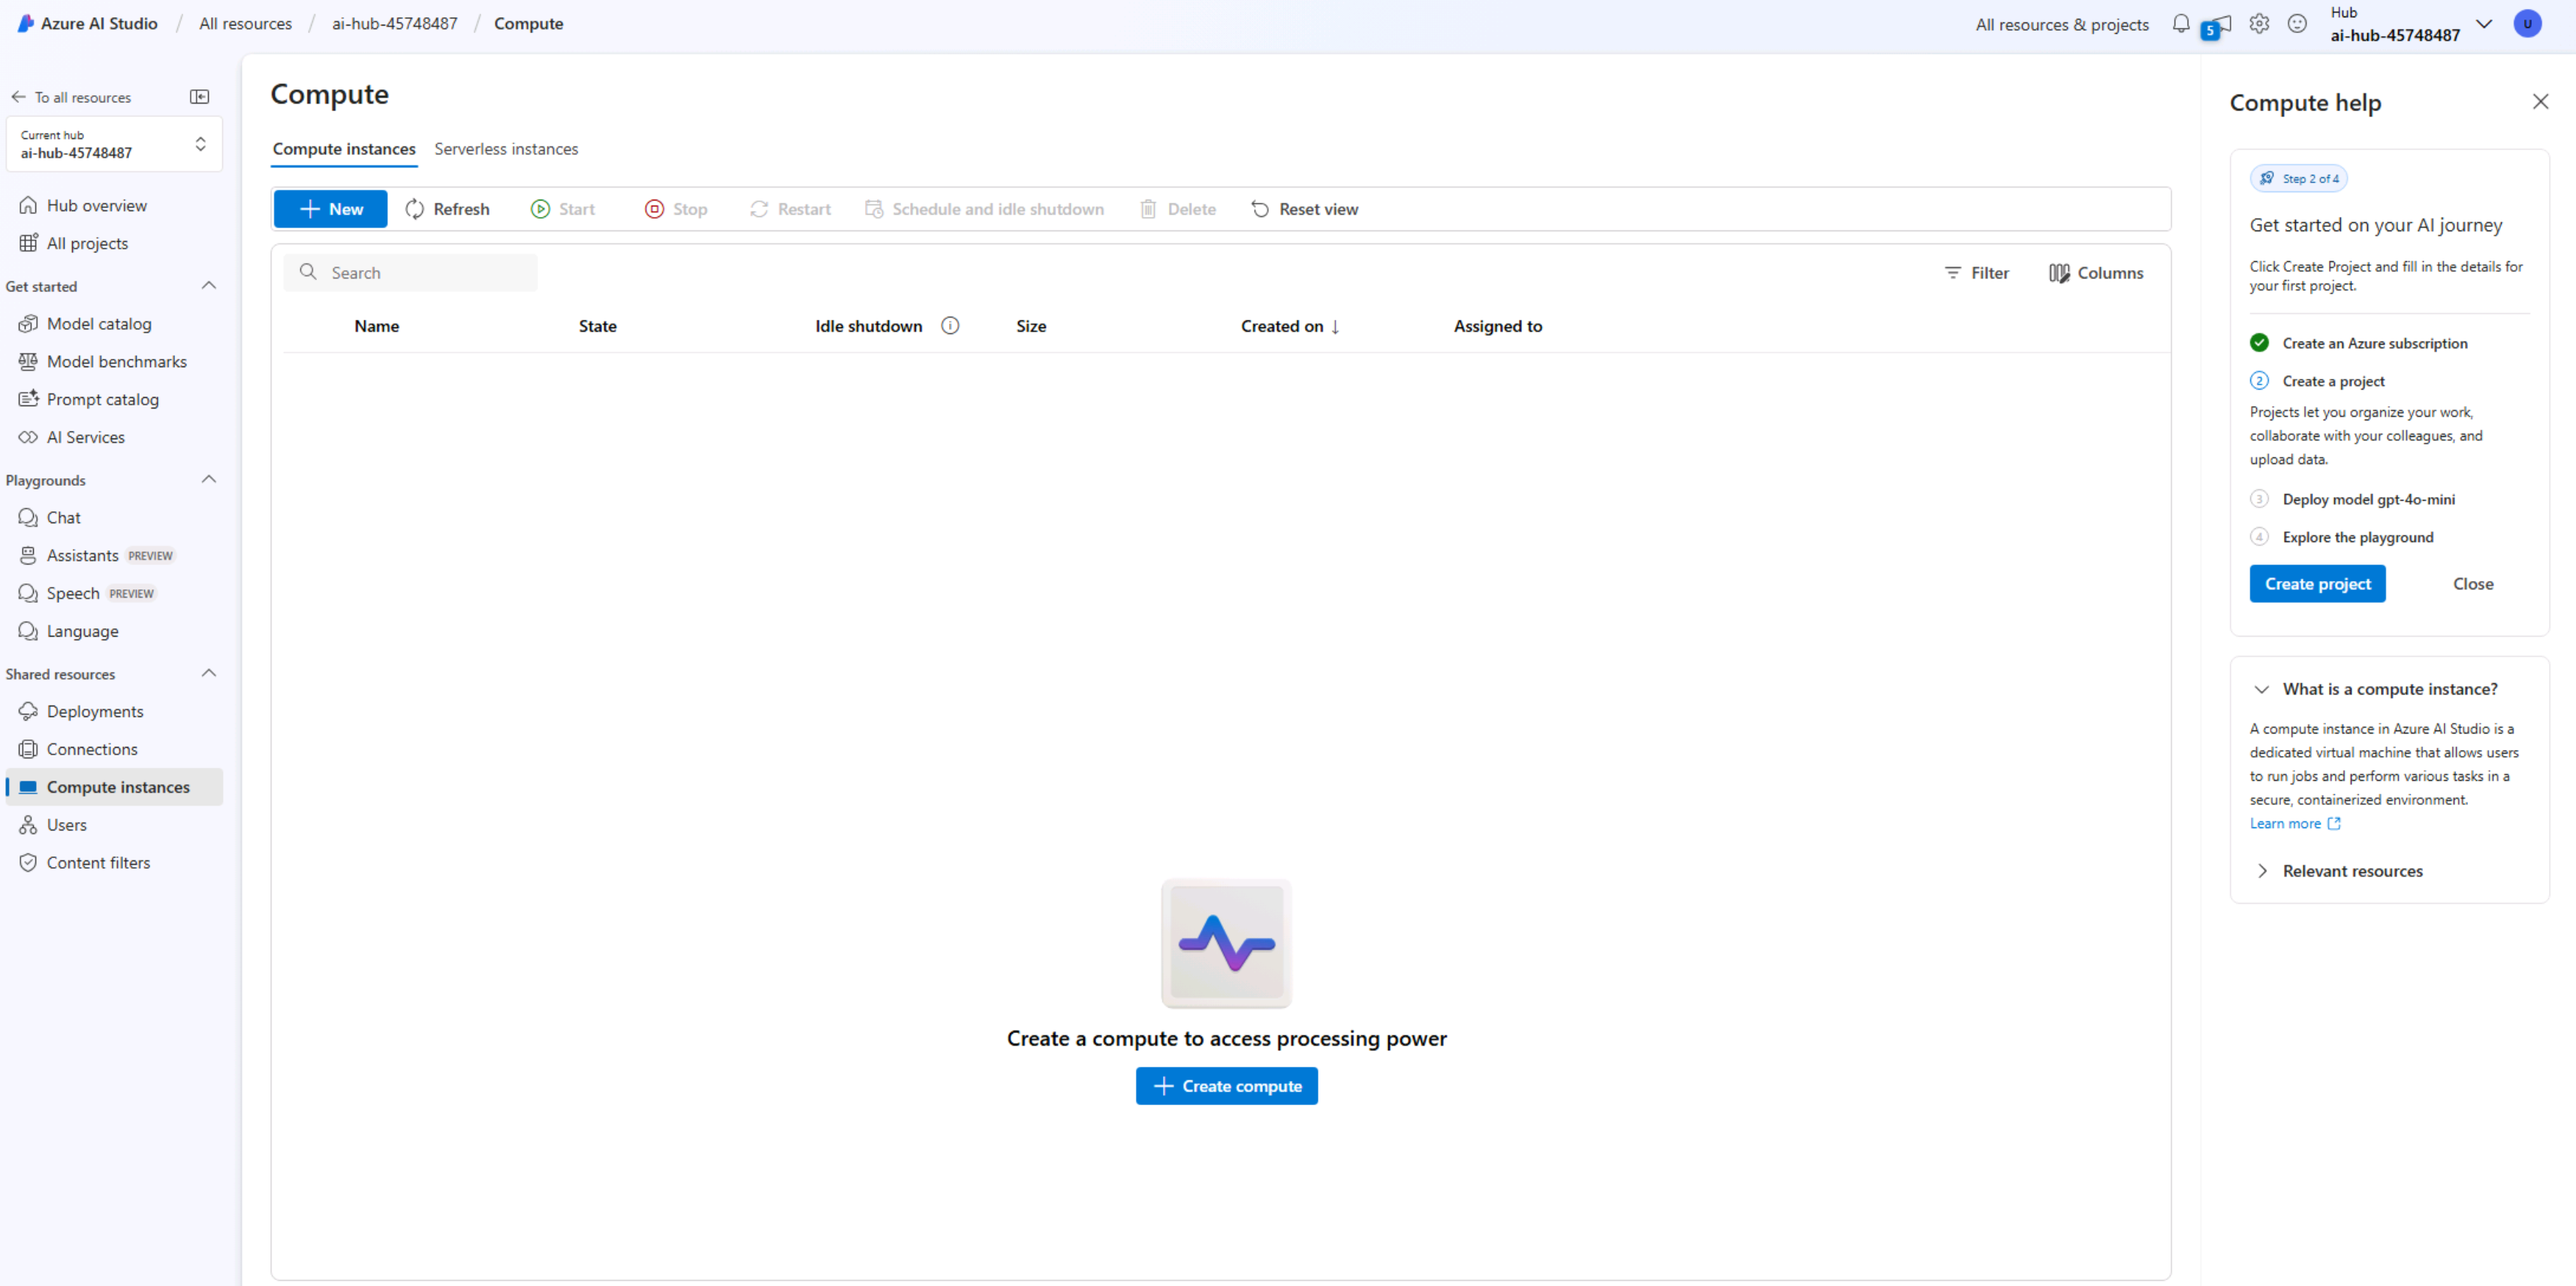 Azure AI Studio / All resources / ai-hub-45748487 / Compute
All resources & projects
5
Hub
ai-hub-45748487
U
To all resources
Current hub
ai-hub-45748487
Hub overview
All projects
Get started
Model catalog
Model benchmarks
Prompt catalog
AI Services
Playgrounds
Chat
Assistants PREVIEW
Speech PREVIEW
Language
Shared resources
Deployments
Connections
Compute instances
Users
Content filters
Compute
Compute instances Serverless instances
New Refresh Start Stop Restart Schedule and idle shutdown Delete Reset view
Search Filter Columns
Name State Idle shutdown Size Created on ↓ Assigned to
Create a compute to access processing power
Create compute
Compute help
Step 2 of 4
Get started on your AI journey
Click Create Project and fill in the details for
your first project.
Create an Azure subscription
2 Create a project
Projects let you organize your work,
collaborate with your colleagues, and
upload data.
3 Deploy model gpt-4o-mini
4 Explore the playground
Create project Close
What is a compute instance?
A compute instance in Azure AI Studio is a
dedicated virtual machine that allows users
to run jobs and perform various tasks in a
secure, containerized environment.
Learn more
Relevant resources